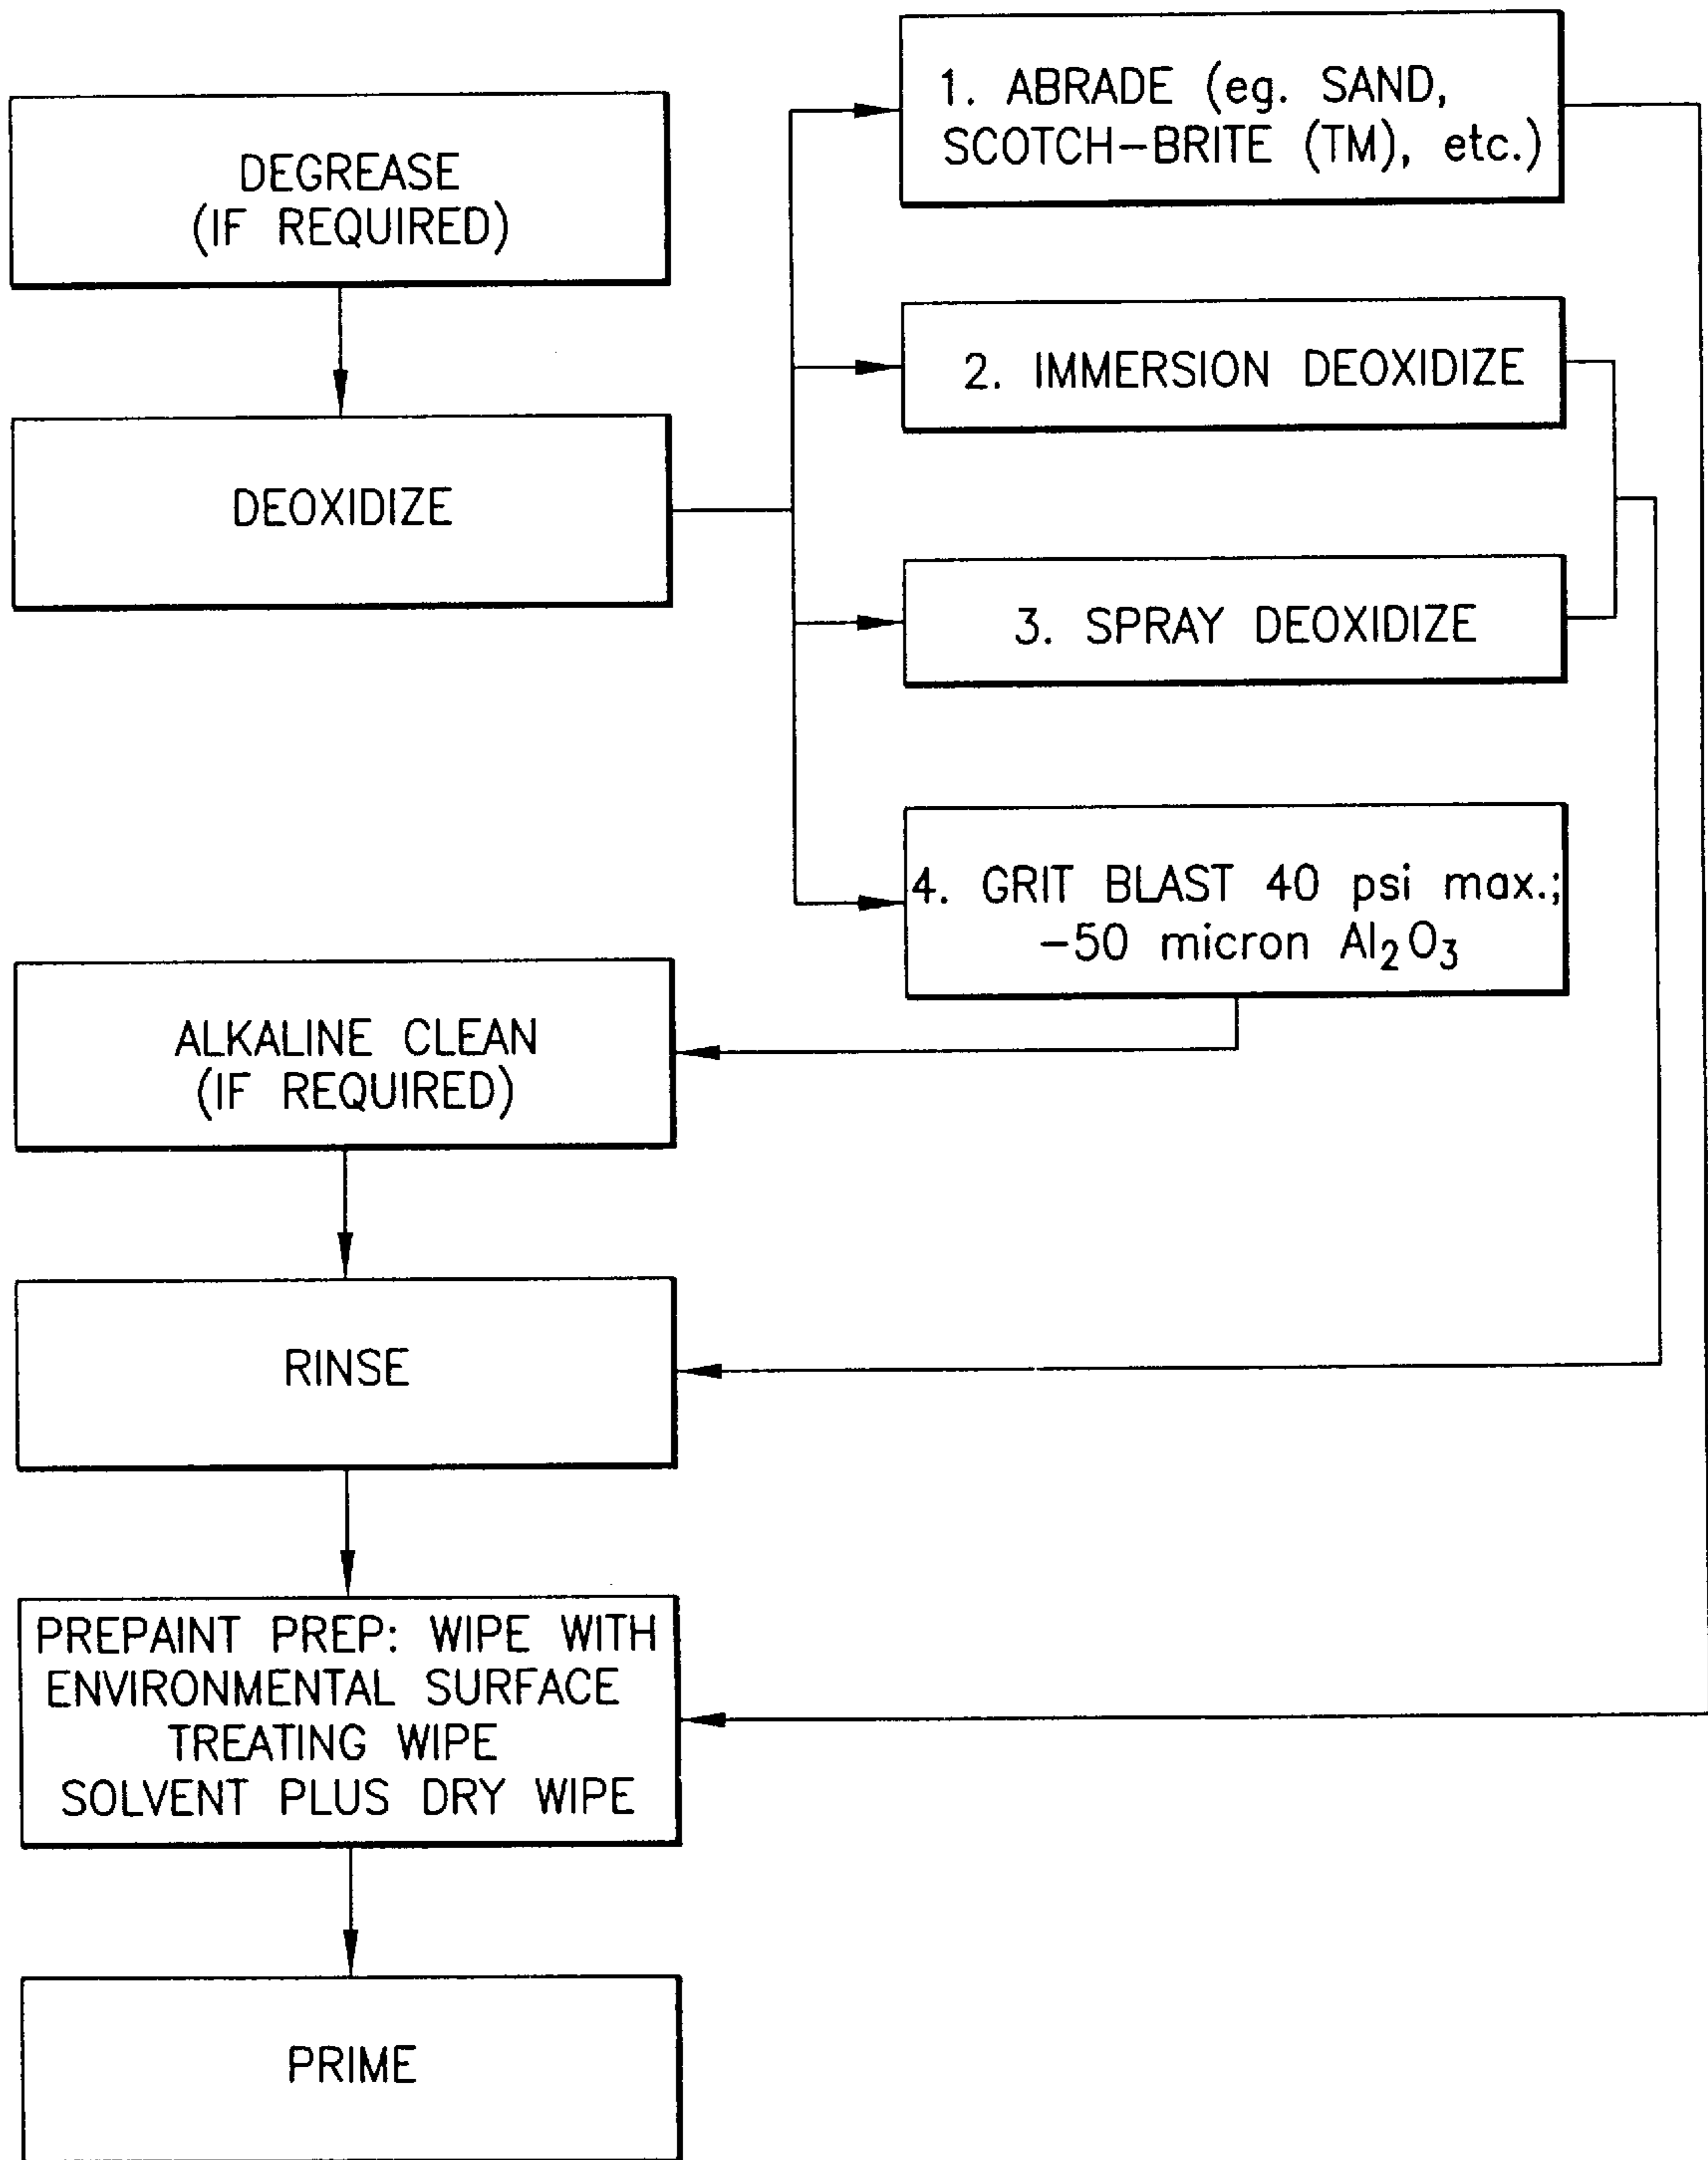 DEGREASE
(IF REQUIRED)
DEOXIDIZE
1. ABRADE (eg. SAND,
SCOTCH-BRITE (TM), etc.)
2. IMMERSION DEOXIDIZE
3. SPRAY DEOXIDIZE
4. GRIT BLAST 40 psi max.;
-50 micron Al₂O₃
ALKALINE CLEAN
(IF REQUIRED)
RINSE
PREPAINT PREP: WIPE WITH
ENVIRONMENTAL SURFACE
TREATING WIPE
SOLVENT PLUS DRY WIPE
PRIME